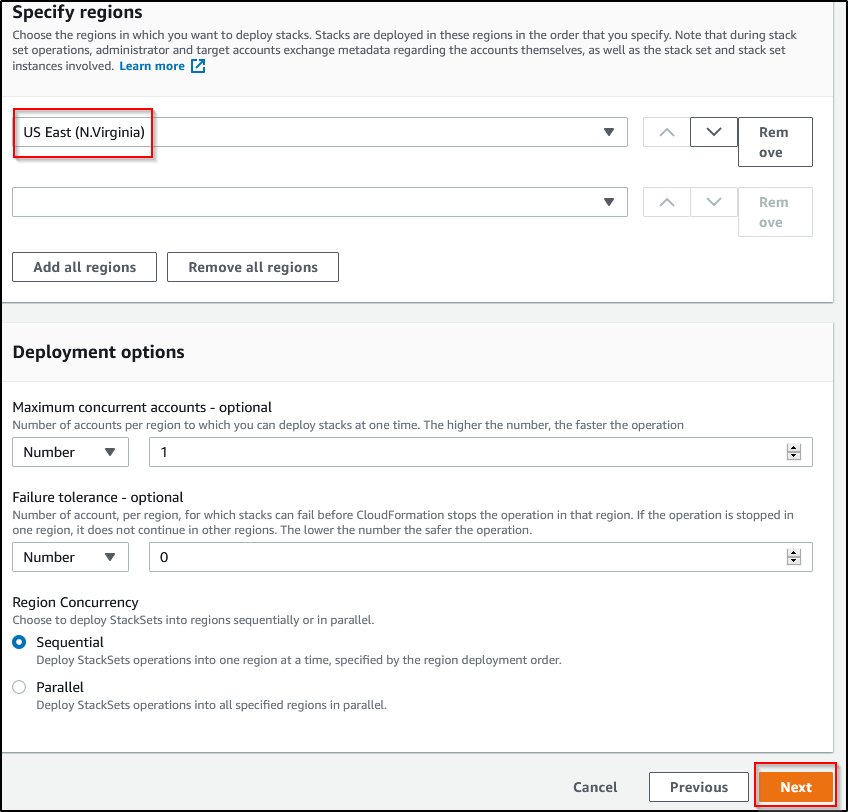 Specify regions
Choose the regions in which you want to deploy stacks. Stacks are deployed in these regions in the order that you specify. Note that during stack
set operations, administrator and target accounts exchange metadata regarding the accounts themselves, as well as the stack set and stack set
instances involved. Learn more
US East (N.Virginia)
Rem
ove
Rem
ove
Add all regions
Remove all regions
Deployment options
Maximum concurrent accounts - optional
Number of accounts per region to which you can deploy stacks at one time. The higher the number, the faster the operation
Number
1
Failure tolerance - optional
Number of account, per region, for which stacks can fail before CloudFormation stops the operation in that region. If the operation is stopped in
one region, it does not continue in other regions. The lower the number the safer the operation.
Number
0
Region Concurrency
Choose to deploy StackSets into regions sequentially or in parallel.
Sequential
Deploy StackSets operations into one region at a time, specified by the region deployment order.
Parallel
Deploy StackSets operations into all specified regions in parallel.
Cancel
Previous
Next